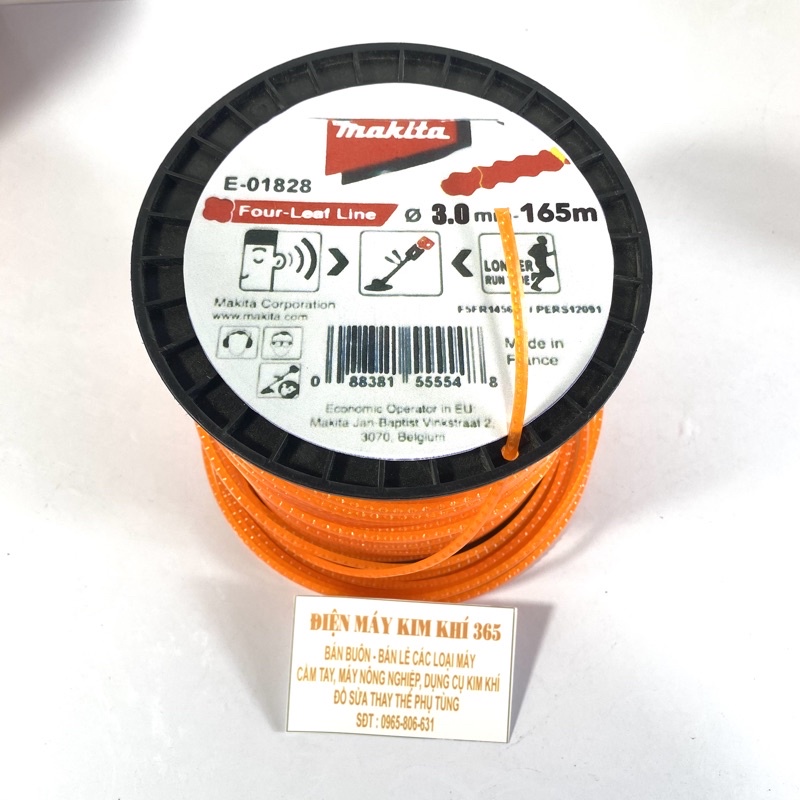 makita
E-01828
Four-Leaf Line
Ø 3.0 mm-165m
LONGER
RUN TIME
Makita Corporation
www.makita.com
Made in
France
0 88381 55554 8
Economic Operator in EU
Makita Jan-Baptist Vinkstraat 2,
3070, Belgium
ĐIỆN MÁY KIM KHÍ 365
BÁN BUÔN - BÁN LẺ CÁC LOẠI MÁY
CẦM TAY, MÁY NÔNG NGHIỆP, DỤNG CỤ KIM KHÍ
ĐỒ SỬA THAY THẾ PHỤ TÙNG
SĐT : 0965-806-631